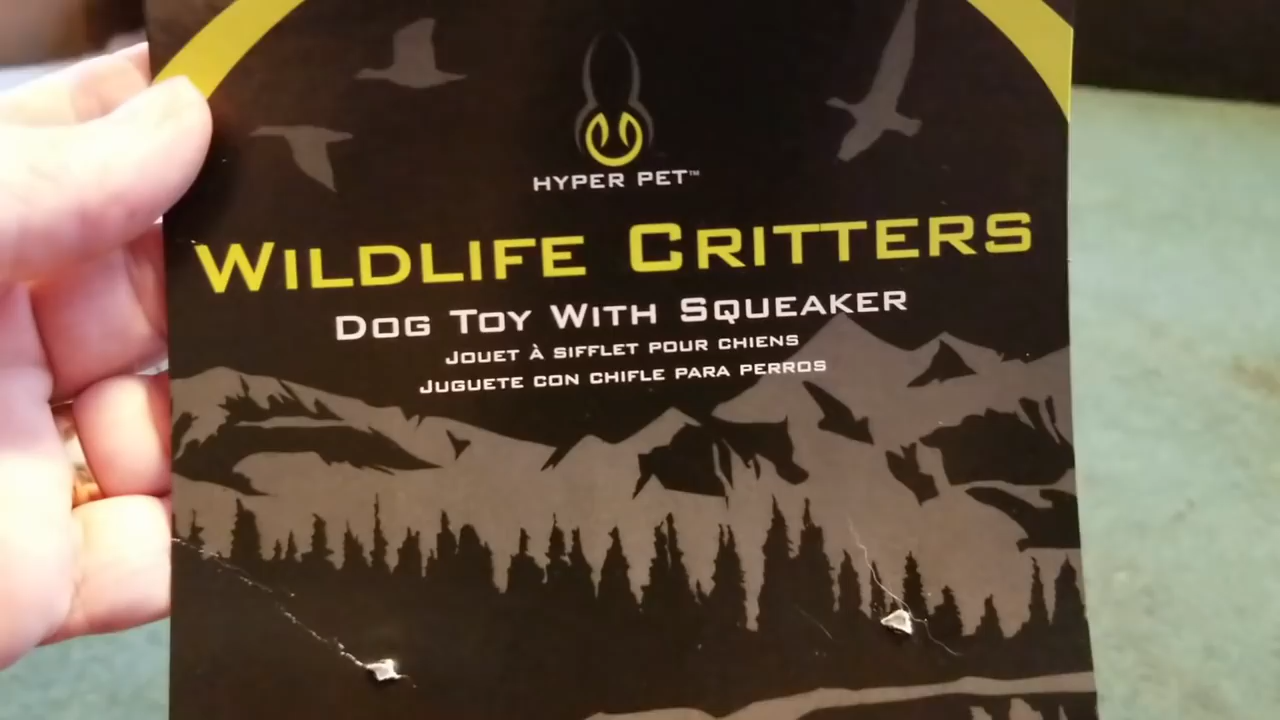 HYPER PET™
WILDLIFE CRITTERS
DOG TOY WITH SQUEAKER
JOUET À SIFFLET POUR CHIENS
JUGUETE CON CHIFLE PARA PERROS